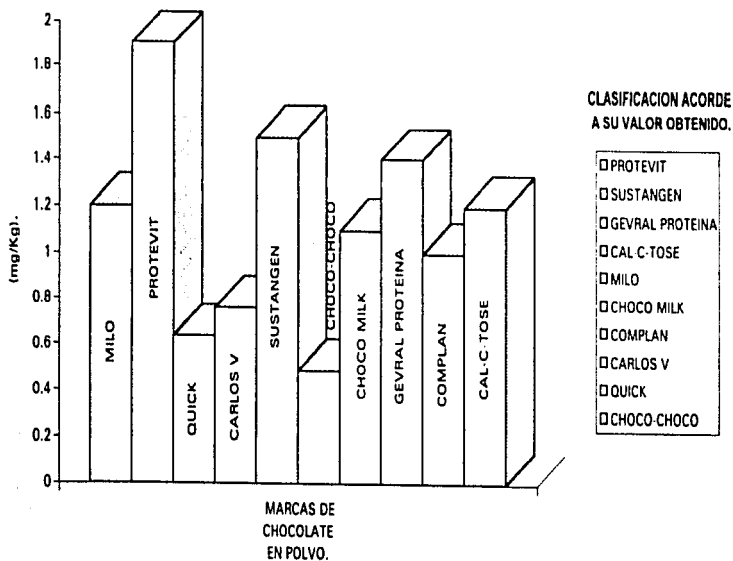 2
1.8
1.6
1.4
1.2
1
0.8
0.6
0.4
0.2
0
(mg/Kg).
MILO
PROTEVIT
QUICK
CARLOS V
SUSTANGEN
CHOCO-CHOCO
CHOCO MILK
GEVRAL PROTEINA
COMPLAN
CAL-C-TOSE
MARCAS DE
CHOCOLATE
EN POLVO.
CLASIFICACION ACORDE
A SU VALOR OBTENIDO.
PROTEVIT
SUSTANGEN
GEVRAL PROTEINA
CAL-C-TOSE
MILO
CHOCO MILK
COMPLAN
CARLOS V
QUICK
CHOCO-CHOCO